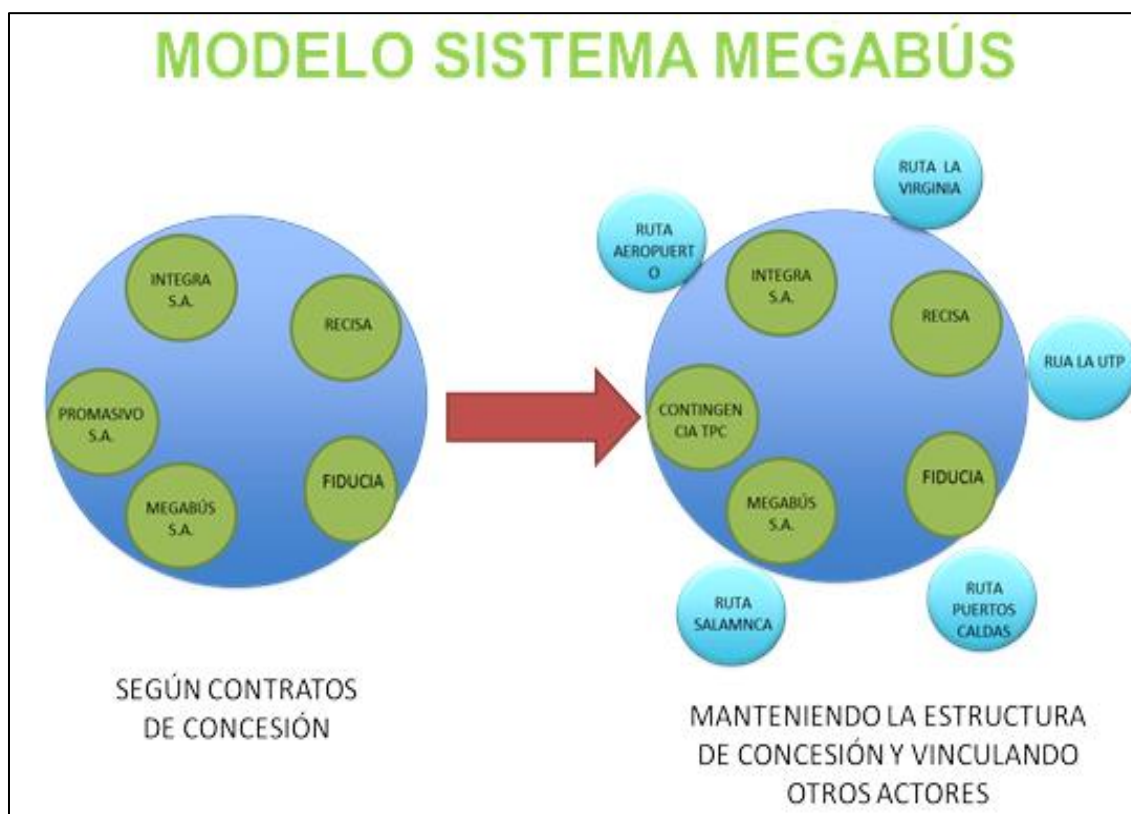 MODELO SISTEMA MEGABÚS
INTEGRA
S.A.
RECISA
PROMASIVO
S.A.
MEGABÚS
S.A.
FIDUCIA
SEGÚN CONTRATOS
DE CONCESIÓN
RUTA LA
VIRGINIA
RUTA
AEROPUERT
O
INTEGRA
S.A.
RECISA
RUA LA UTP
CONTINGEN
CIA TPC
MEGABÚS
S.A.
FIDUCIA
RUTA
SALAMNCA
RUTA
PUERTOS
CALDAS
MANTENIENDO LA ESTRUCTURA
DE CONCESIÓN Y VINCULANDO
OTROS ACTORES